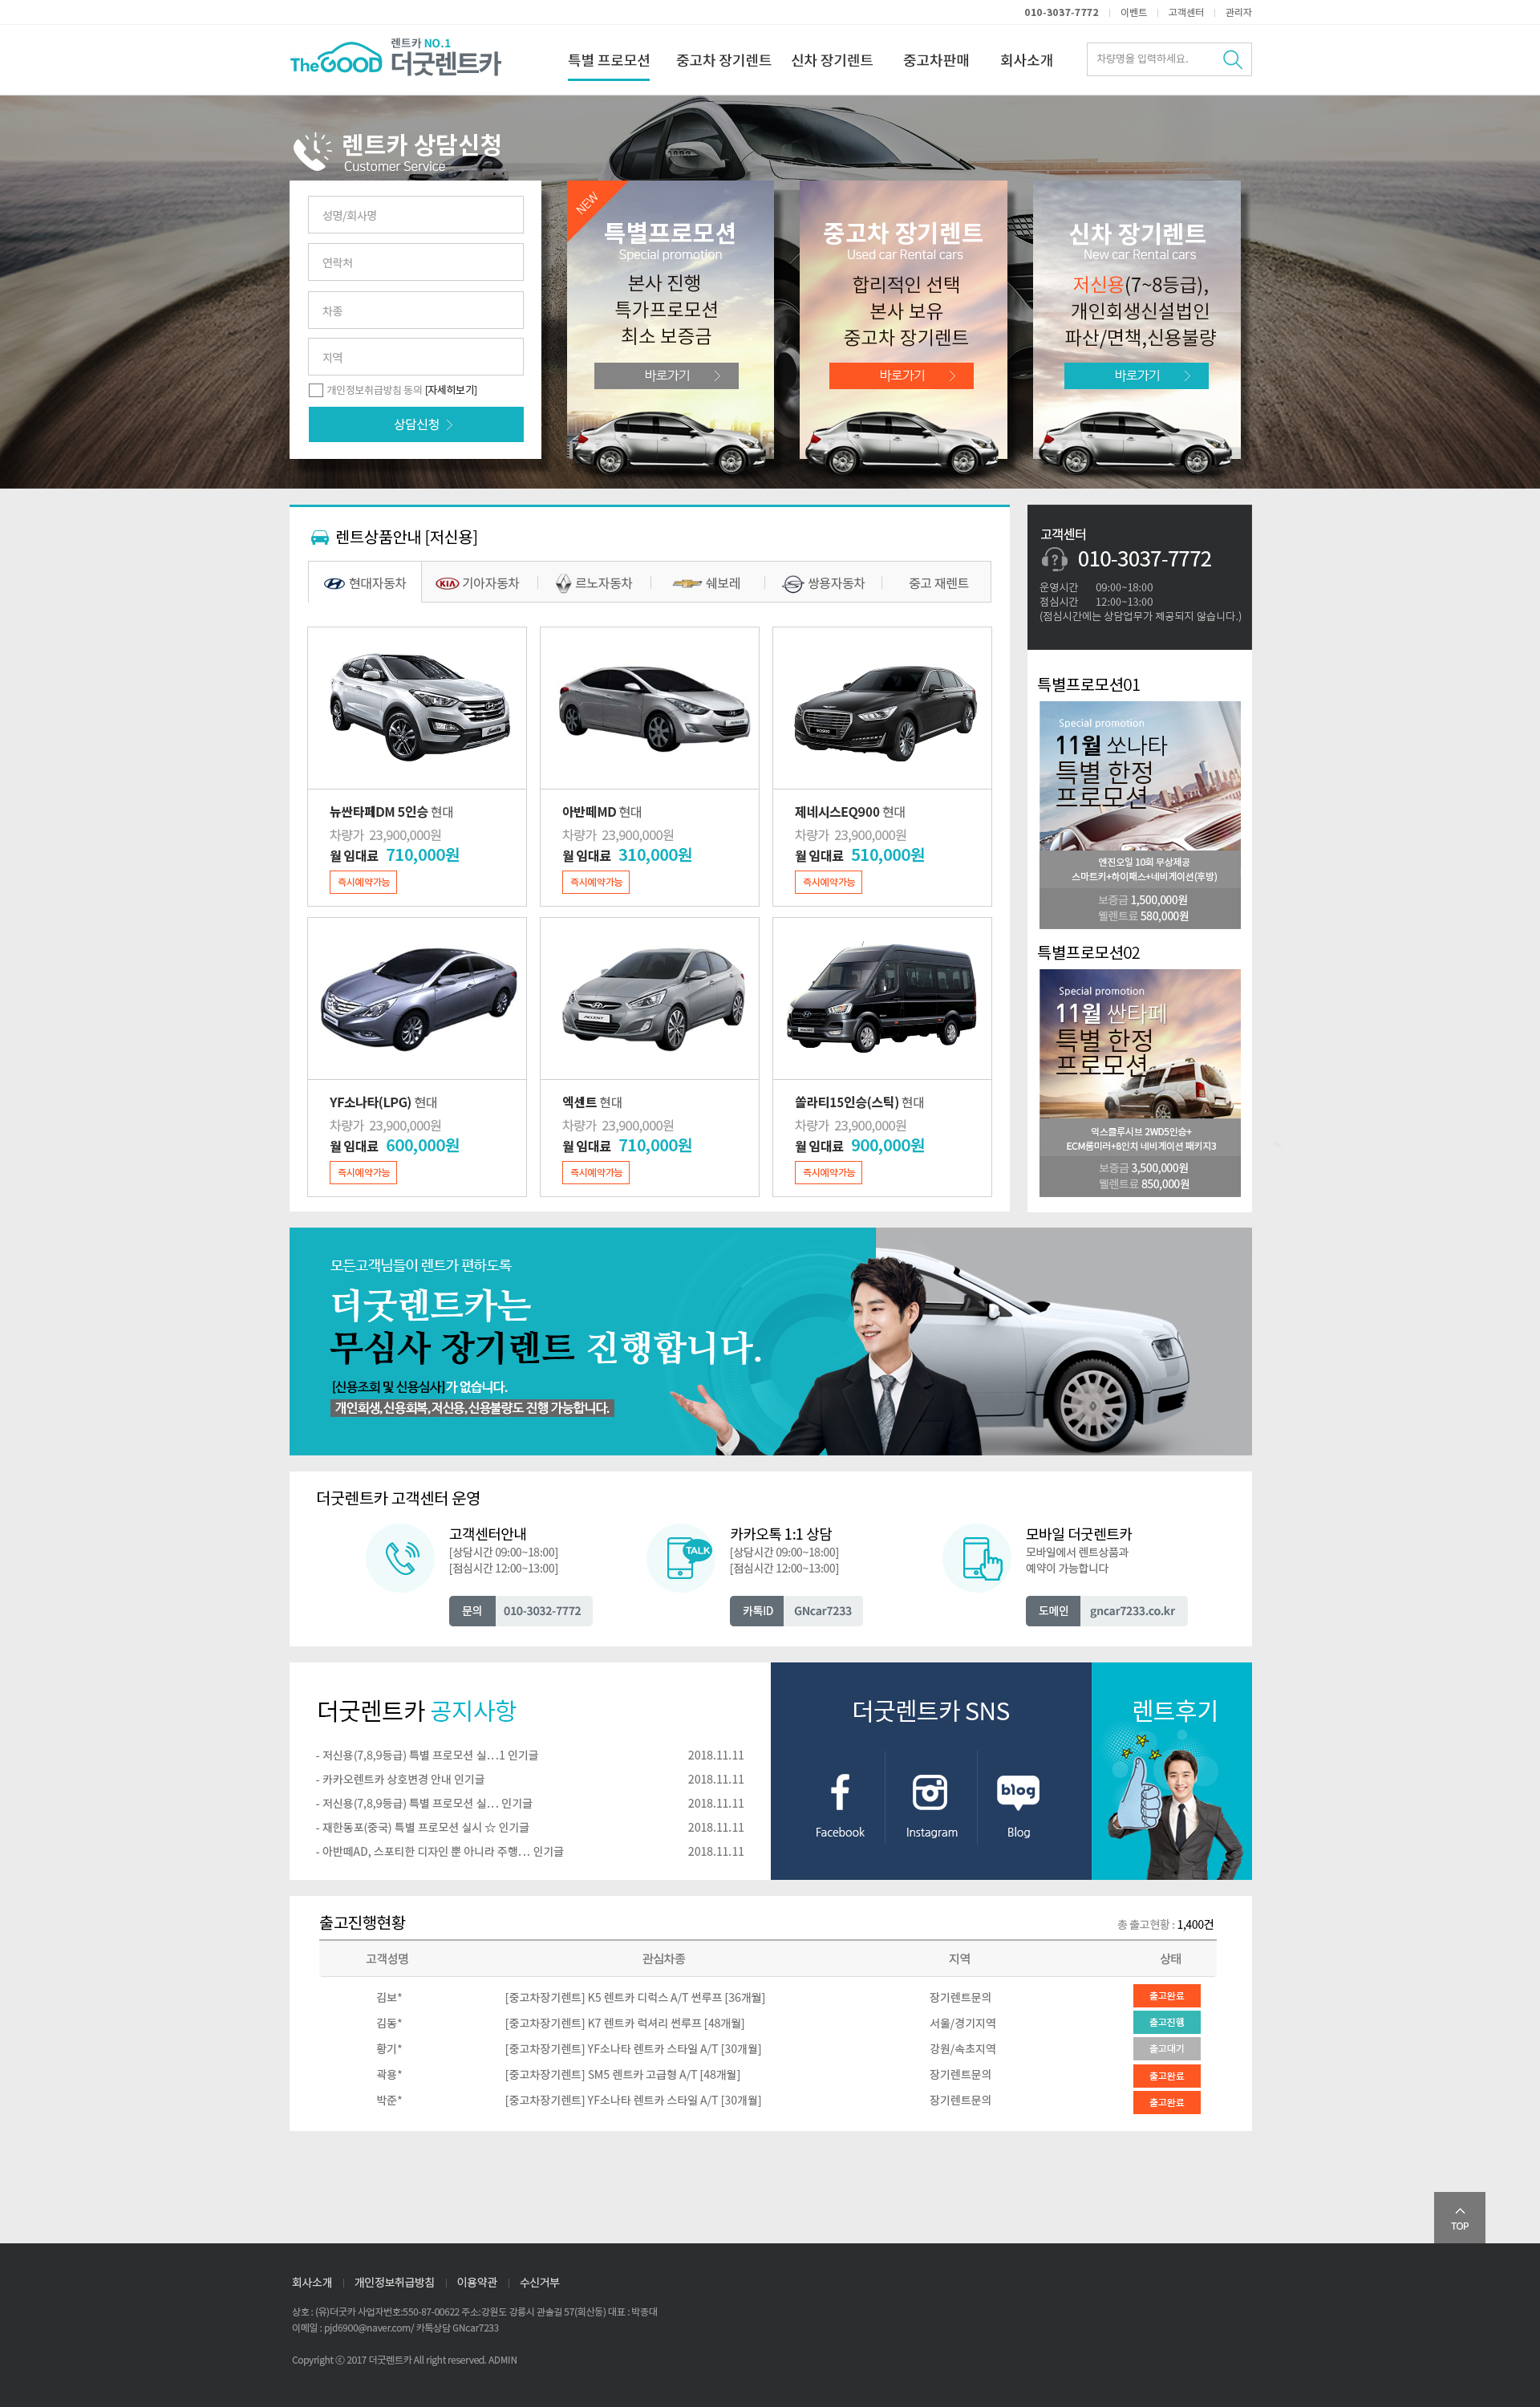 010-3037-7772 이벤트 고객센터 관리자
TheGOOD 렌트카 NO.1
더굿렌트카
특별 프로모션 중고차 장기렌트 신차 장기렌트 중고차판매 회사소개
차량명을 입력하세요.
렌트카 상담신청
Customer Service
성명/회사명
연락처
차종
지역
개인정보취급방침 동의 [자세히보기]
상담신청
NEW
특별프로모션
Special promotion
본사 진행
특가프로모션
최소 보증금
바로가기
중고차 장기렌트
Used car Rental cars
합리적인 선택
본사 보유
중고차 장기렌트
바로가기
신차 장기렌트
New car Rental cars
저신용(7~8등급),
개인회생신설법인
파산/면책,신용불량
바로가기
렌트상품안내 [저신용]
현대자동차 KIA 기아자동차 르노자동차 쉐보레 쌍용자동차 중고 재렌트
뉴싼타페DM 5인승 현대
차량가 23,900,000원
월 임대료 710,000원
즉시예약가능
아반떼MD 현대
차량가 23,900,000원
월 임대료 310,000원
즉시예약가능
제네시스EQ900 현대
차량가 23,900,000원
월 임대료 510,000원
즉시예약가능
YF소나타(LPG) 현대
차량가 23,900,000원
월 임대료 600,000원
즉시예약가능
ACCENT
엑센트 현대
차량가 23,900,000원
월 임대료 710,000원
즉시예약가능
쏠라티15인승(스틱) 현대
차량가 23,900,000원
월 임대료 900,000원
즉시예약가능
고객센터
010-3037-7772
운영시간 09:00~18:00
점심시간 12:00~13:00
(점심시간에는 상담업무가 제공되지 않습니다.)
특별프로모션01
Special promotion
11월 쏘나타
특별 한정
프로모션
엔진오일 10회 무상제공
스마트키+하이패스+네비게이션(후방)
보증금 1,500,000원
월렌트료 580,000원
특별프로모션02
Special promotion
11월 싼타페
특별 한정
프로모션
익스클루시브 2WD5인승+
ECM룸미러+8인치 네비게이션 패키지3
보증금 3,500,000원
월렌트료 850,000원
모든고객님들이 렌트가 편하도록
더굿렌트카는
무심사 장기렌트 진행합니다.
[신용조회 및 신용심사]가 없습니다.
개인회생,신용회복,저신용,신용불량도 진행 가능합니다.
더굿렌트카 고객센터 운영
고객센터안내
[상담시간 09:00~18:00]
[점심시간 12:00~13:00]
문의 010-3032-7772
TALK
카카오톡 1:1 상담
[상담시간 09:00~18:00]
[점심시간 12:00~13:00]
카톡ID GNcar7233
모바일 더굿렌트카
모바일에서 렌트상품과
예약이 가능합니다
도메인 gncar7233.co.kr
더굿렌트카 공지사항
- 저신용(7,8,9등급) 특별 프로모션 실...1 인기글 2018.11.11
- 카카오렌트카 상호변경 안내 인기글 2018.11.11
- 저신용(7,8,9등급) 특별 프로모션 실... 인기글 2018.11.11
- 재한동포(중국) 특별 프로모션 실시 ☆ 인기글 2018.11.11
- 아반떼AD, 스포티한 디자인 뿐 아니라 주행... 인기글 2018.11.11
더굿렌트카 SNS
Facebook
Instagram
blog
Blog
렌트후기
출고진행현황
총 출고현황 : 1,400건
고객성명 관심차종 지역 상태
김보* [중고차장기렌트] K5 렌트카 디럭스 A/T 썬루프 [36개월] 장기렌트문의 출고완료
김동* [중고차장기렌트] K7 렌트카 럭셔리 썬루프 [48개월] 서울/경기지역 출고진행
황기* [중고차장기렌트] YF소나타 렌트카 스타일 A/T [30개월] 강원/속초지역 출고대기
곽용* [중고차장기렌트] SM5 렌트카 고급형 A/T [48개월] 장기렌트문의 출고완료
박준* [중고차장기렌트] YF소나타 렌트카 스타일 A/T [30개월] 장기렌트문의 출고완료
TOP
회사소개 개인정보취급방침 이용약관 수신거부
상호 : (유)더굿카 사업자번호:550-87-00622 주소:강원도 강릉시 관솔길 57(회산동) 대표 : 박종대
이메일 : pjd6900@naver.com/ 카톡상담 GNcar7233
Copyright ⓒ 2017 더굿렌트카 All right reserved. ADMIN